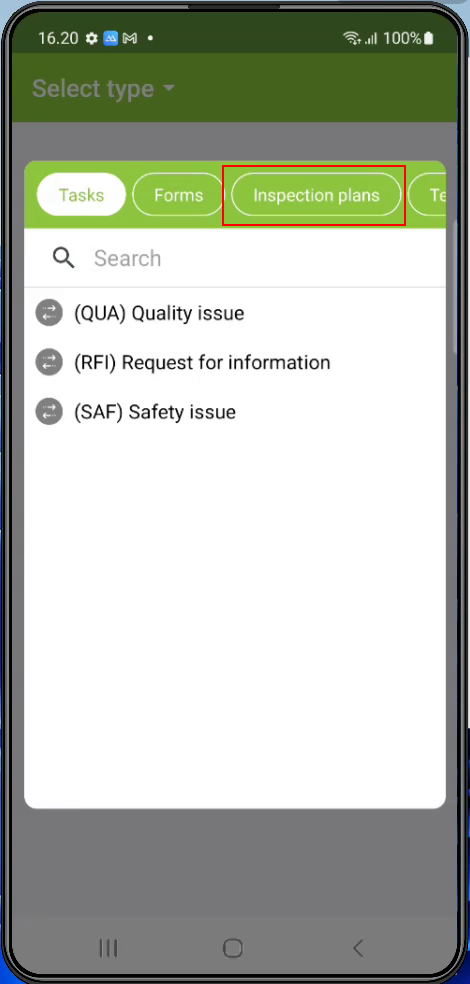 16.20 100%
Select type
Tasks Forms Inspection plans Te
Search
(QUA) Quality issue
(RFI) Request for information
(SAF) Safety issue